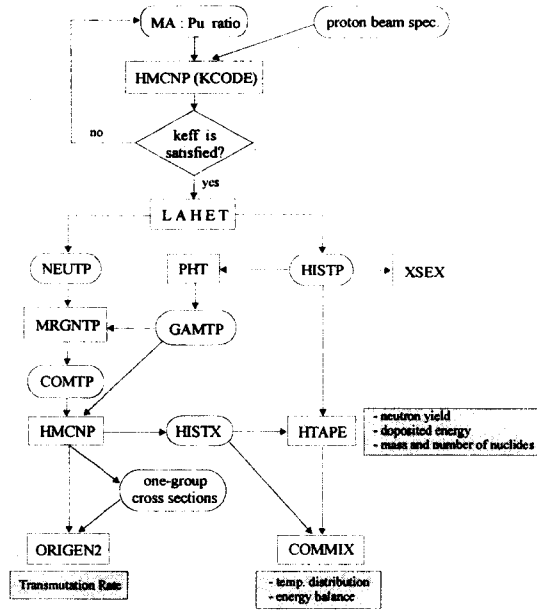 MA : Pu ratio
proton beam spec.
HMCNP (KCODE)
keff is
satisfied?
no
yes
L A H E T
NEUTP
PHT
HISTP
XSEX
MRGNTP
GAMTP
COMTP
HMCNP
HISTX
HTAPE
- neutron yield
- deposited energy
- mass and number of nuclides
one-group
cross sections
ORIGEN2
COMMIX
Transmutation Rate
- temp. distribution
- energy balance